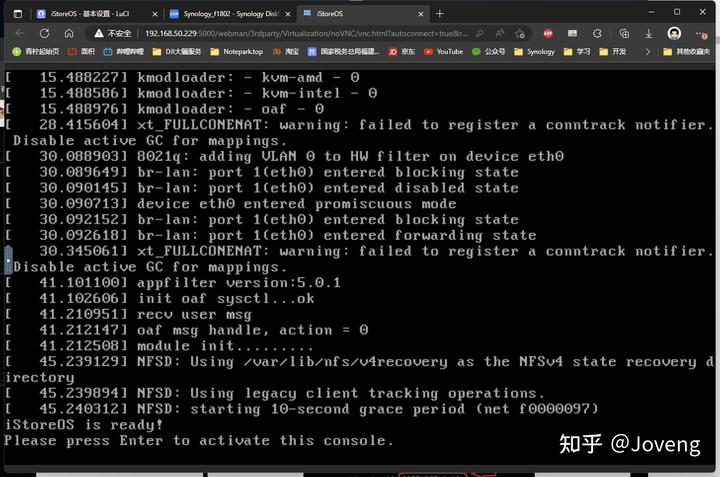 iStoreOS - 基本设置 - LuCI
Synology_f1802 - Synology Disk
iStoreOS
不安全
192.168.50.229:5000/webman/3rdparty/Virtualization/noVNC/vnc.html?autoconnect=true&r...
青柠起始页
面积
哔哩哔哩
DJI大疆服务
Notepark.top
淘宝
国家税务总局福建...
京东
YouTube
公众号
Synology
学习
开发
其他收藏夹
[   15.488227] kmodloader: - kvm-amd - 0
[   15.488586] kmodloader: - kvm-intel - 0
[   15.488976] kmodloader: - oaf - 0
[   28.415604] xt_FULLCONENAT: warning: failed to register a conntrack notifier.
Disable active GC for mappings.
[   30.088903] 8021q: adding VLAN 0 to HW filter on device eth0
[   30.089649] br-lan: port 1(eth0) entered blocking state
[   30.090145] br-lan: port 1(eth0) entered disabled state
[   30.090713] device eth0 entered promiscuous mode
[   30.092152] br-lan: port 1(eth0) entered blocking state
[   30.092618] br-lan: port 1(eth0) entered forwarding state
[   30.345061] xt_FULLCONENAT: warning: failed to register a conntrack notifier.
Disable active GC for mappings.
[   41.101100] appfilter version:5.0.1
[   41.102606] init oaf sysctl...ok
[   41.210951] recv user msg
[   41.212147] oaf msg handle, action = 0
[   41.212508] module init.........
[   45.239129] NFSD: Using /var/lib/nfs/v4recovery as the NFSv4 state recovery d
irectory
[   45.239894] NFSD: Using legacy client tracking operations.
[   45.240312] NFSD: starting 10-second grace period (net f0000097)
iStoreOS is ready!
Please press Enter to activate this console.
知乎 @Joveng